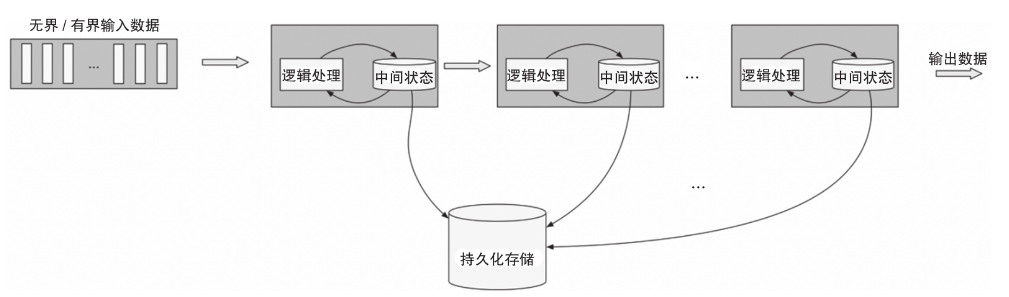 无界 / 有界输入数据
...
逻辑处理
中间状态
逻辑处理
中间状态
...
逻辑处理
中间状态
输出数据
...
持久化存储